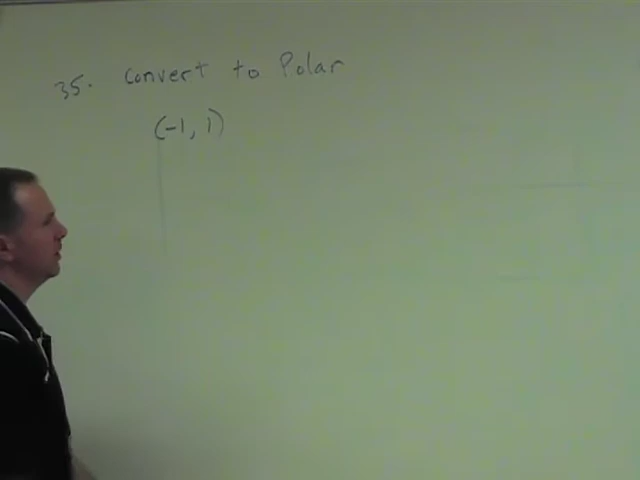 35. Convert to Polar
(-1, 1)